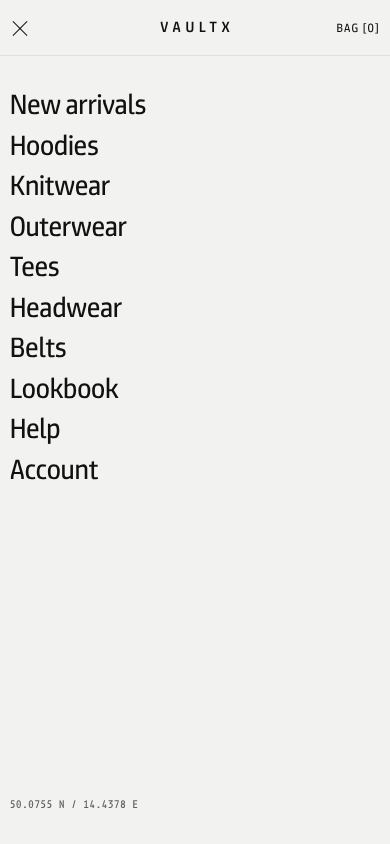 VAULTX
BAG [0]
New arrivals
Hoodies
Knitwear
Outerwear
Tees
Headwear
Belts
Lookbook
Help
Account
50.0755 N / 14.4378 E